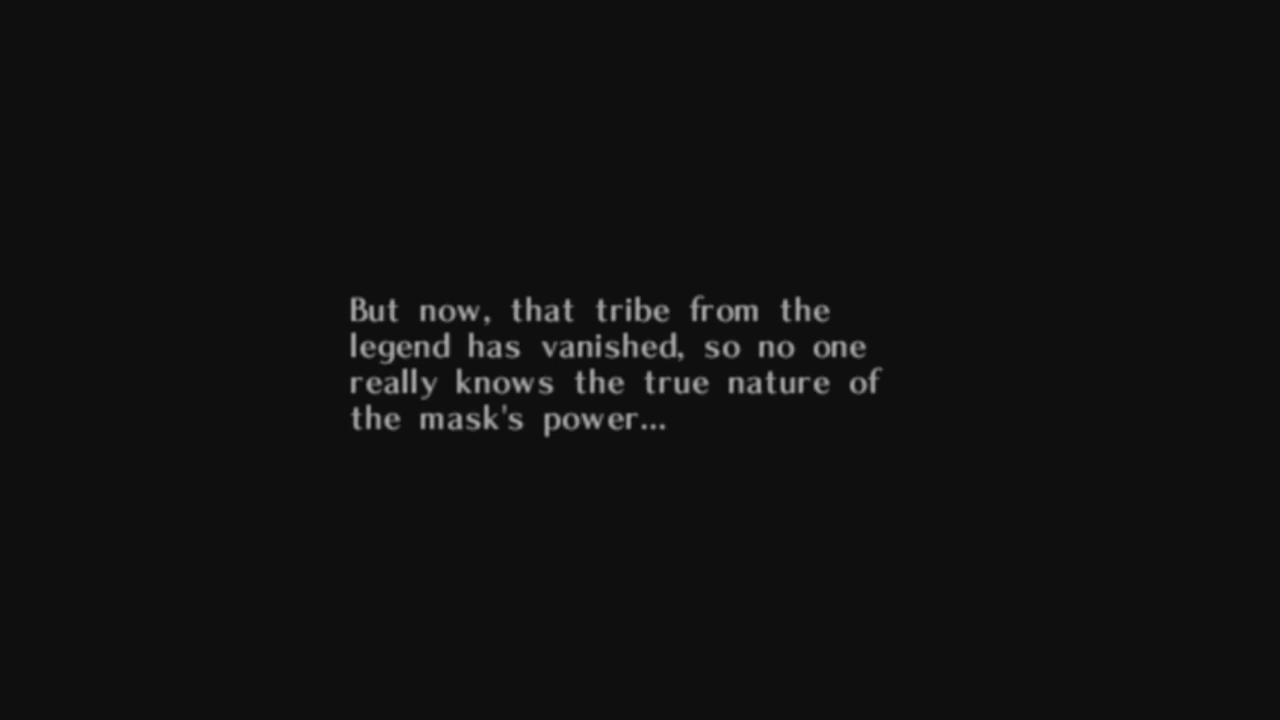 But now, that tribe from the
legend has vanished, so no one
really knows the true nature of
the mask's power...